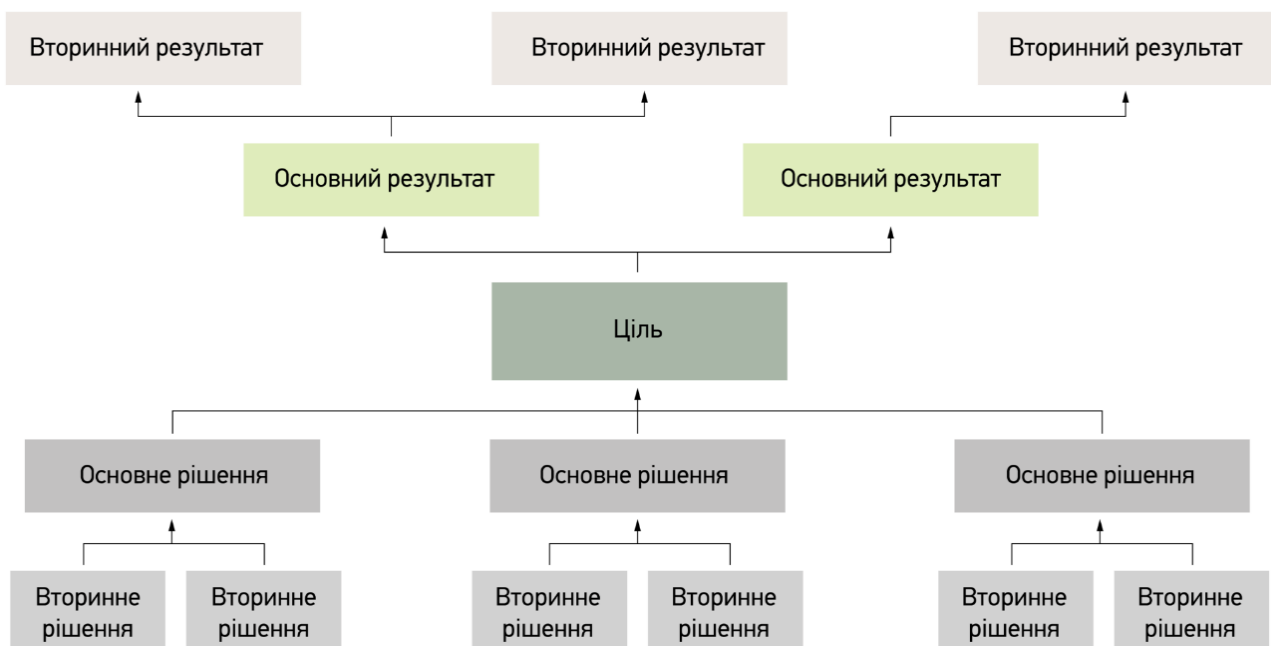 Вторинний результат
Вторинний результат
Вторинний результат
Основний результат
Основний результат
Ціль
Основне рішення
Основне рішення
Основне рішення
Вторинне
рішення
Вторинне
рішення
Вторинне
рішення
Вторинне
рішення
Вторинне
рішення
Вторинне
рішення